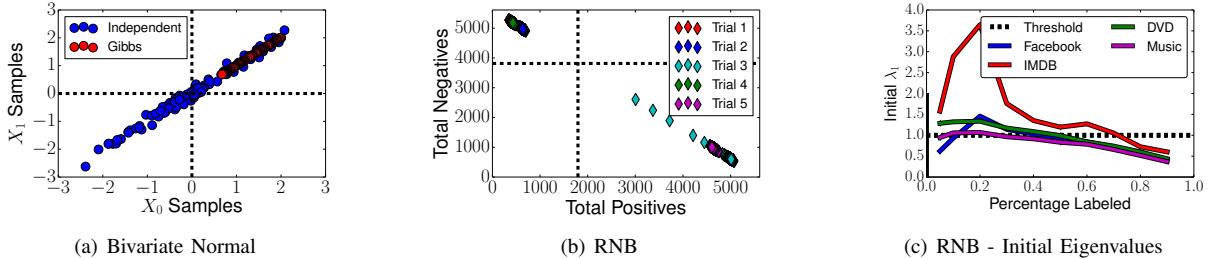 3
2
1
0
−1
−2
−3
−3 −2 −1 0 1 2 3
X₁ Samples
X₀ Samples
Independent
Gibbs
(a) Bivariate Normal
5000
4000
3000
2000
1000
0
0 1000 2000 3000 4000 5000
Total Negatives
Total Positives
Trial 1
Trial 2
Trial 3
Trial 4
Trial 5
(b) RNB
4.0
3.5
3.0
2.5
2.0
1.5
1.0
0.5
0.0
0.0 0.2 0.4 0.6 0.8 1.0
Initial λ₁
Percentage Labeled
Threshold
Facebook
IMDB
DVD
Music
(c) RNB - Initial Eigenvalues